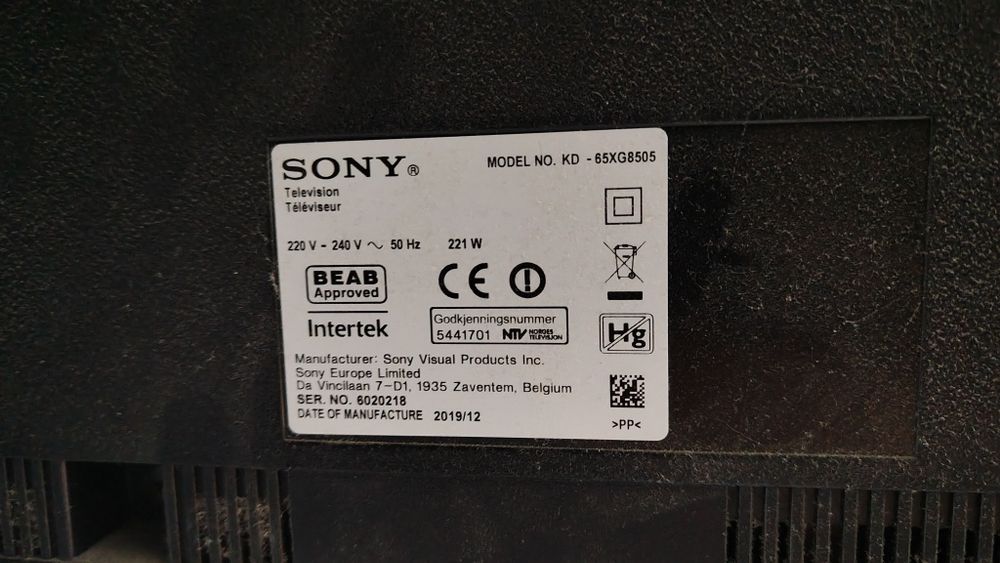 SONY® MODEL NO. KD - 65XG8505
Television
Téléviseur
220 V - 240 V ~ 50 Hz 221 W
BEAB
Approved
CE
Intertek
Godkjenningsnummer
5441701 NTV NORGES TELEVISJON
Hg
Manufacturer: Sony Visual Products Inc.
Sony Europe Limited
Da Vincilaan 7-D1, 1935 Zaventem, Belgium
SER. NO. 6020218
DATE OF MANUFACTURE 2019/12
>PP<